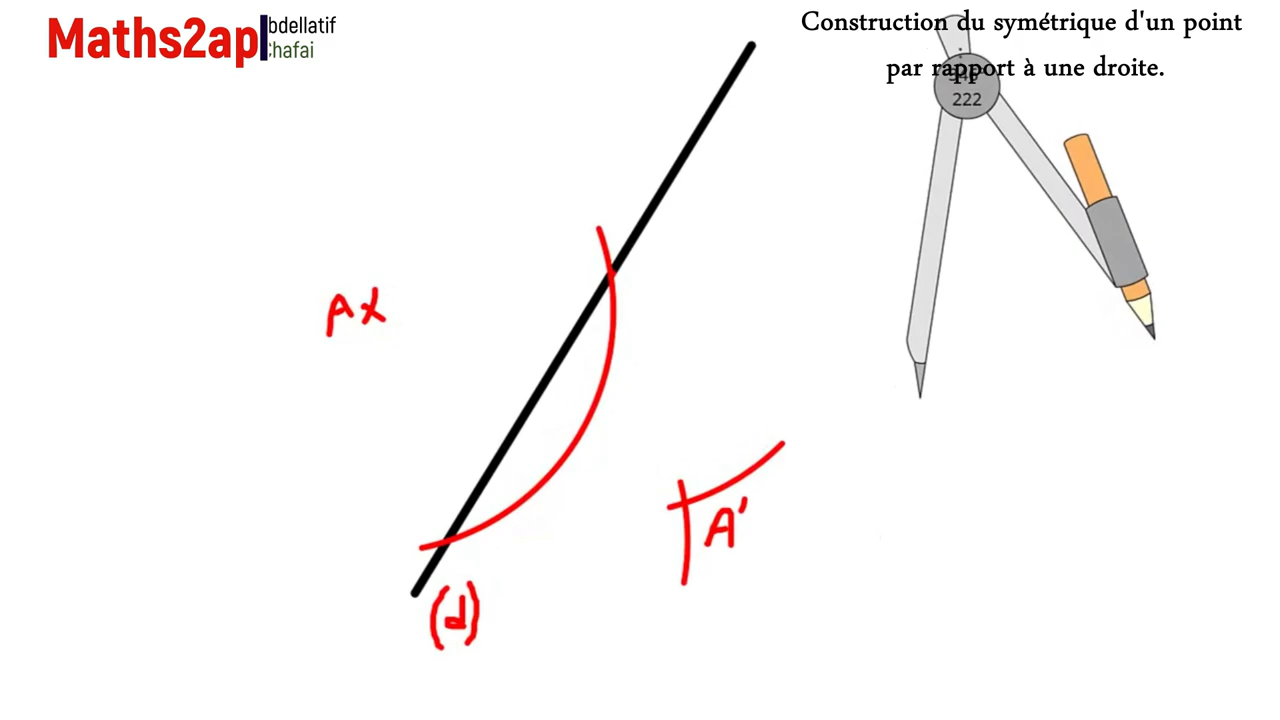 Maths2ap
bdellatif
hafai
Construction du symétrique d'un point
par rapport à une droite.
222
A
A'
(d)